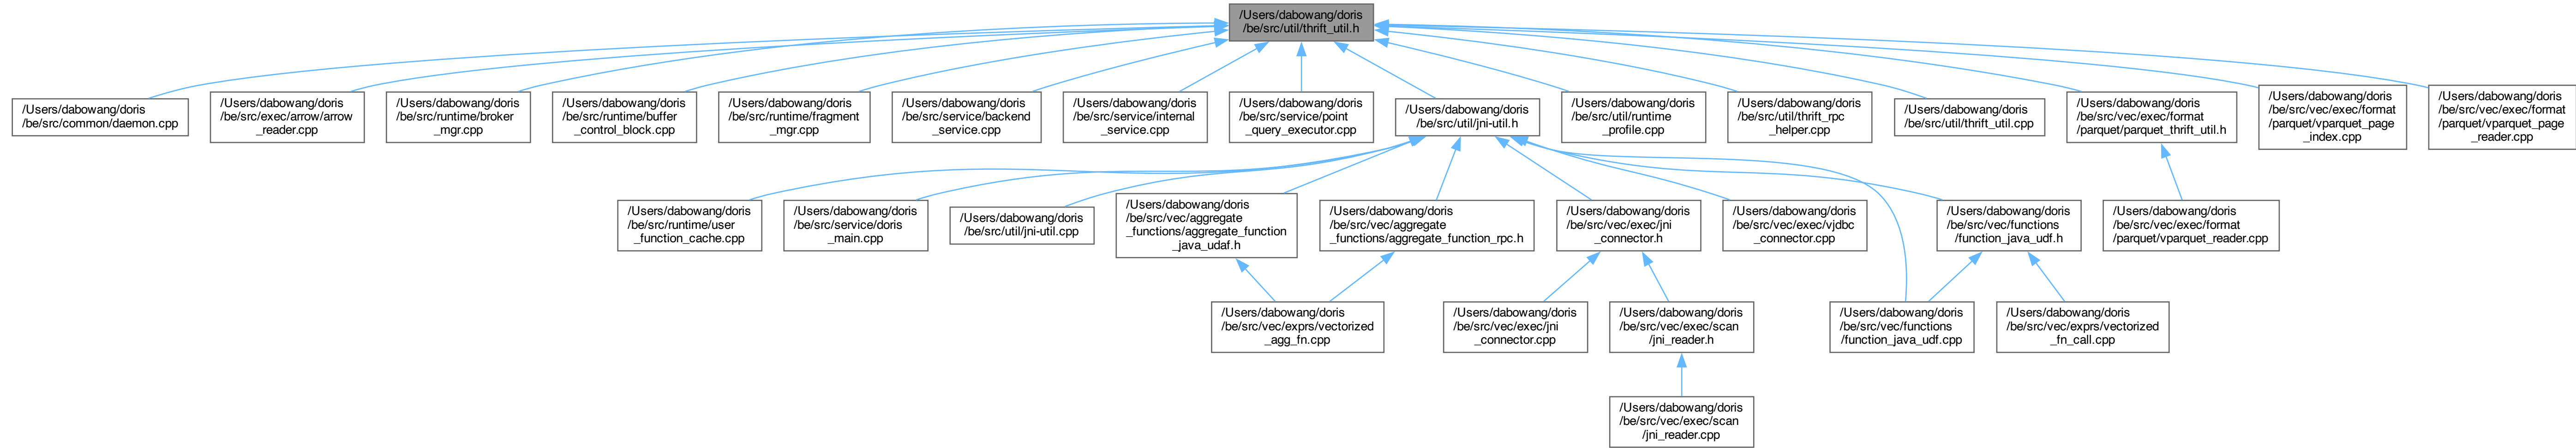 /Users/dabowang/doris
/be/src/util/thrift_util.h
/Users/dabowang/doris
/be/src/common/daemon.cpp
/Users/dabowang/doris
/be/src/exec/arrow/arrow
_reader.cpp
/Users/dabowang/doris
/be/src/runtime/broker
_mgr.cpp
/Users/dabowang/doris
/be/src/runtime/buffer
_control_block.cpp
/Users/dabowang/doris
/be/src/runtime/fragment
_mgr.cpp
/Users/dabowang/doris
/be/src/service/backend
_service.cpp
/Users/dabowang/doris
/be/src/service/internal
_service.cpp
/Users/dabowang/doris
/be/src/service/point
_query_executor.cpp
/Users/dabowang/doris
/be/src/util/jni-util.h
/Users/dabowang/doris
/be/src/util/runtime
_profile.cpp
/Users/dabowang/doris
/be/src/util/thrift_rpc
_helper.cpp
/Users/dabowang/doris
/be/src/util/thrift_util.cpp
/Users/dabowang/doris
/be/src/vec/exec/format
/parquet/parquet_thrift_util.h
/Users/dabowang/doris
/be/src/vec/exec/format
/parquet/vparquet_page
_index.cpp
/Users/dabowang/doris
/be/src/vec/exec/format
/parquet/vparquet_page
_reader.cpp
/Users/dabowang/doris
/be/src/runtime/user
_function_cache.cpp
/Users/dabowang/doris
/be/src/service/doris
_main.cpp
/Users/dabowang/doris
/be/src/util/jni-util.cpp
/Users/dabowang/doris
/be/src/vec/aggregate
_functions/aggregate_function
_java_udaf.h
/Users/dabowang/doris
/be/src/vec/aggregate
_functions/aggregate_function_rpc.h
/Users/dabowang/doris
/be/src/vec/exec/jni
_connector.h
/Users/dabowang/doris
/be/src/vec/exec/vjdbc
_connector.cpp
/Users/dabowang/doris
/be/src/vec/functions
/function_java_udf.h
/Users/dabowang/doris
/be/src/vec/exec/format
/parquet/vparquet_reader.cpp
/Users/dabowang/doris
/be/src/vec/exprs/vectorized
_agg_fn.cpp
/Users/dabowang/doris
/be/src/vec/exec/jni
_connector.cpp
/Users/dabowang/doris
/be/src/vec/exec/scan
/jni_reader.h
/Users/dabowang/doris
/be/src/vec/functions
/function_java_udf.cpp
/Users/dabowang/doris
/be/src/vec/exprs/vectorized
_fn_call.cpp
/Users/dabowang/doris
/be/src/vec/exec/scan
/jni_reader.cpp